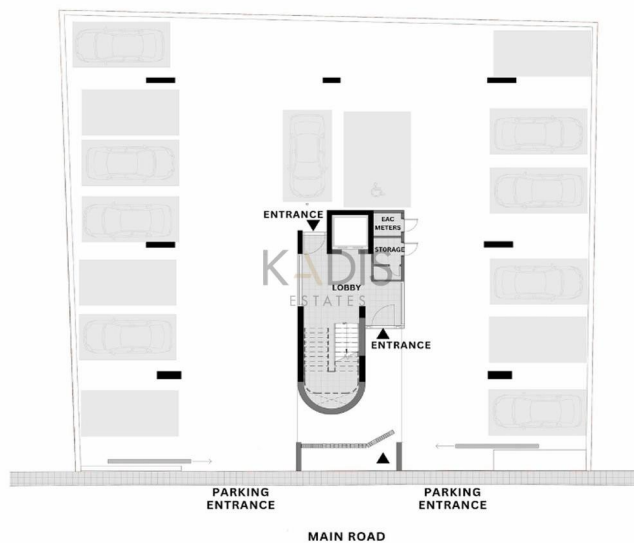 ENTRANCE
EAC
METERS
STORAGE
KADIS
ESTATES
LOBBY
ENTRANCE
PARKING
ENTRANCE
PARKING
ENTRANCE
MAIN ROAD